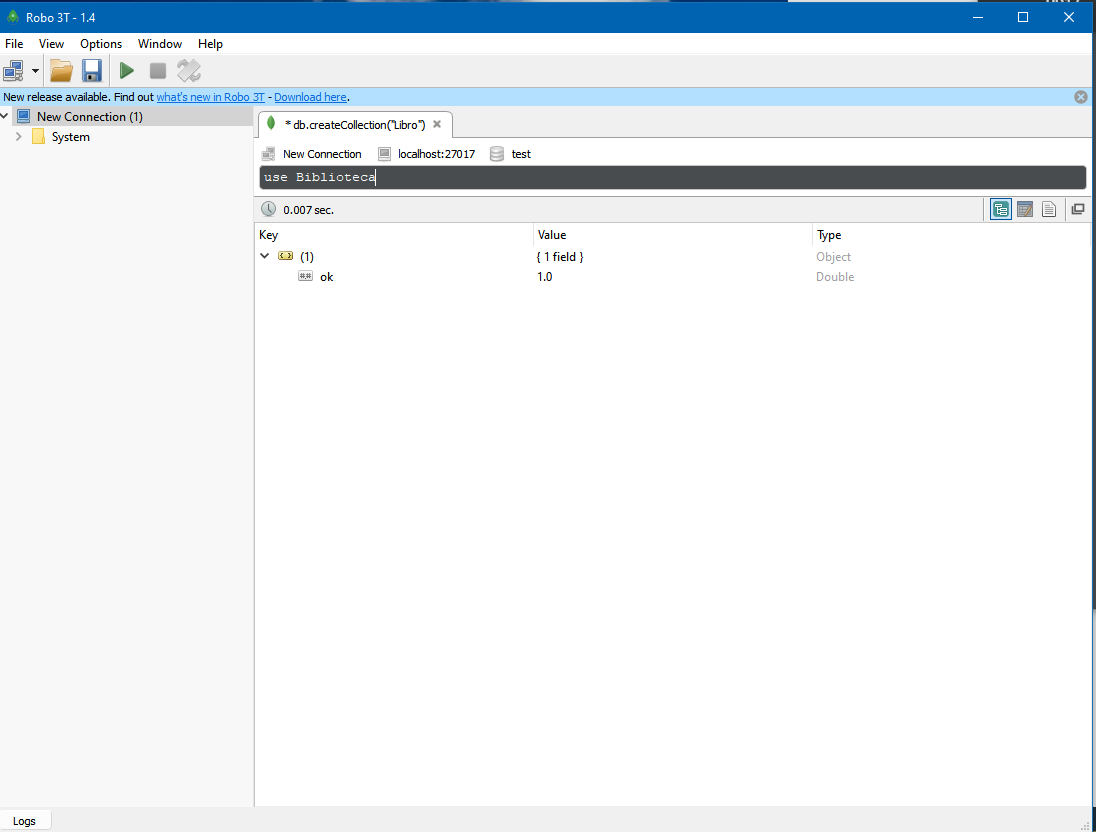 Robo 3T - 1.4
File View Options Window Help
New release available. Find out what's new in Robo 3T - Download here.
New Connection (1)
System
* db.createCollection("Libro")
New Connection localhost:27017 test
use Biblioteca
0.007 sec.
Key Value Type
(1) { 1 field } Object
ok 1.0 Double
Logs